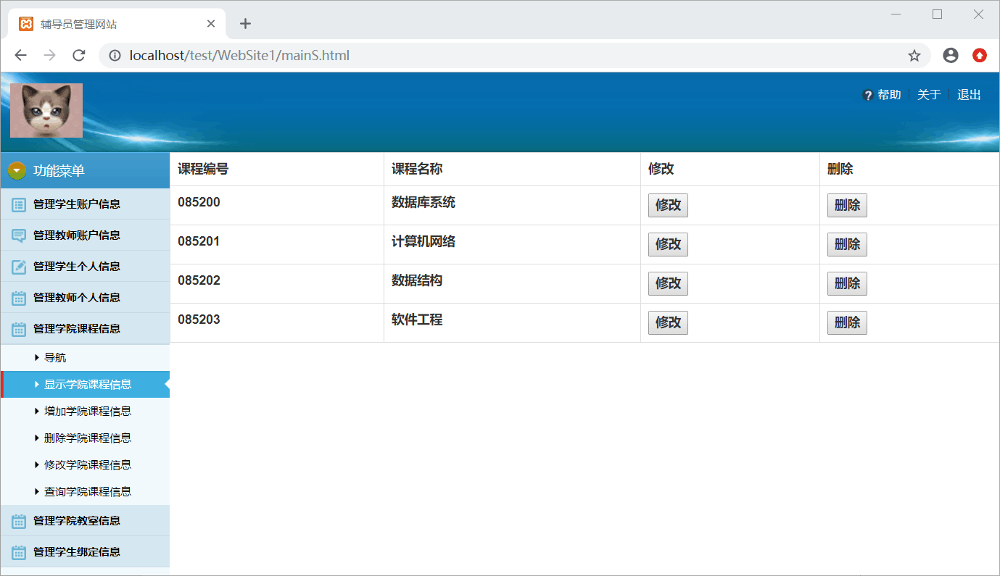 辅导员管理网站
localhost/test/WebSite1/mainS.html
帮助 关于 退出
功能菜单
管理学生账户信息
管理教师账户信息
管理学生个人信息
管理教师个人信息
管理学院课程信息
导航
显示学院课程信息
增加学院课程信息
删除学院课程信息
修改学院课程信息
查询学院课程信息
管理学院教室信息
管理学生绑定信息
课程编号 课程名称 修改 删除
085200 数据库系统 修改 删除
085201 计算机网络 修改 删除
085202 数据结构 修改 删除
085203 软件工程 修改 删除